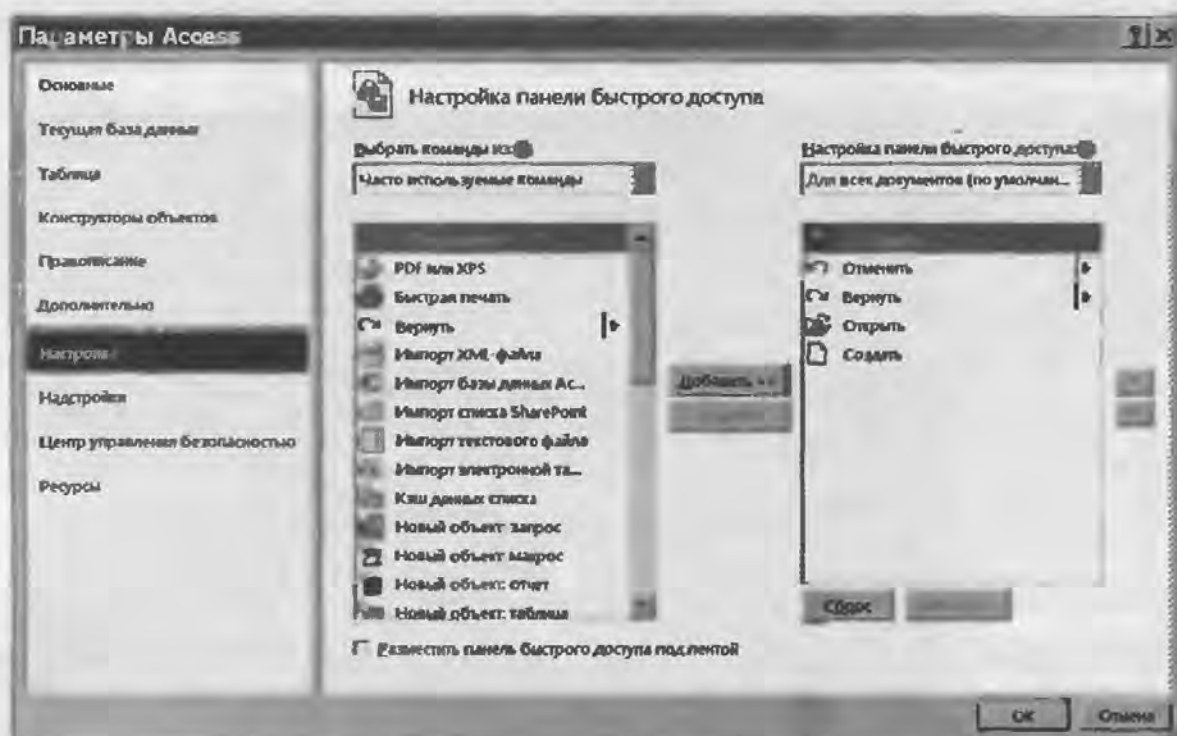 Параметры Access
Основные
Текущая база данных
Таблица
Конструкторы объектов
Правописание
Дополнительно
Настройка
Надстройки
Центр управления безопасностью
Ресурсы
Настройка панели быстрого доступа
Выбрать команды из:
Часто используемые команды
PDF или XPS
Быстрая печать
Вернуть
Импорт XML-файла
Импорт базы данных Ac...
Импорт списка SharePoint
Импорт текстового файла
Импорт электронной та...
Кэш данных списка
Новый объект: запрос
Новый объект: макрос
Новый объект: отчет
Новый объект: таблица
Разместить панель быстрого доступа под лентой
Добавить >>
Настройка панели быстрого доступа:
Для всех документов (по умолчан...
Отменить
Вернуть
Открыть
Создать
Сброс
ОК
Отмена